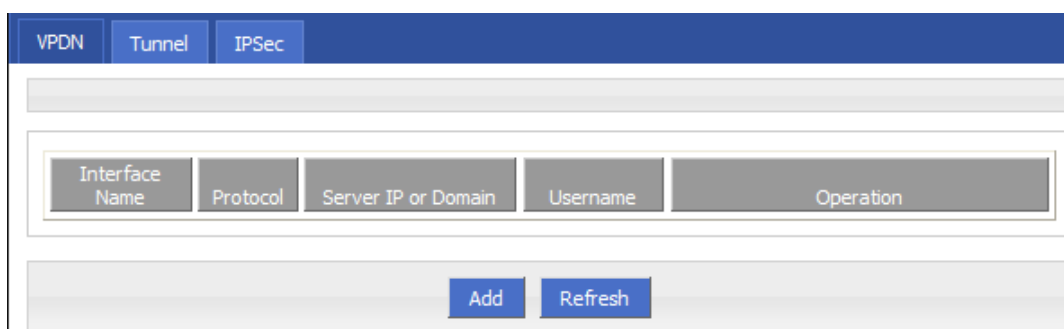 VPDN Tunnel IPSec
Interface
Name Protocol Server IP or Domain Username Operation
Add Refresh